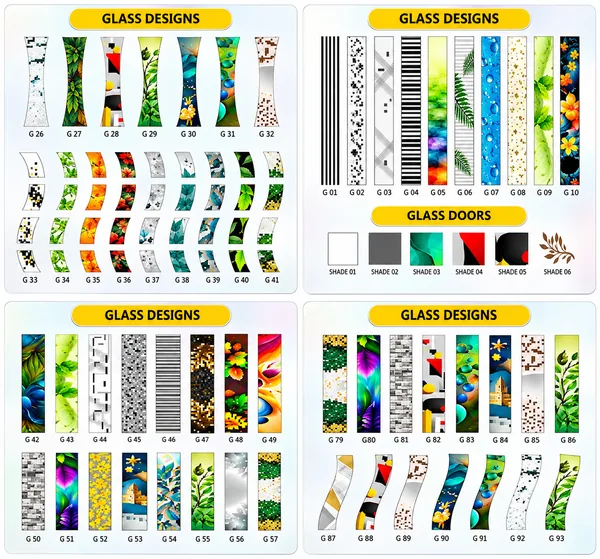 GLASS DESIGNS
G 26 G 27 G 28 G 29 G 30 G 31 G 32
G 33 G 34 G 35 G 36 G 37 G 38 G 39 G 40 G 41
GLASS DESIGNS
G 01 G 02 G 03 G 04 G 05 G 06 G 07 G 08 G 09 G 10
GLASS DOORS
SHADE 01 SHADE 02 SHADE 03 SHADE 04 SHADE 05 SHADE 06
GLASS DESIGNS
G 42 G 43 G 44 G 45 G 46 G 47 G 48 G 49
G 50 G 51 G 52 G 53 G 54 G 55 G 56 G 57
GLASS DESIGNS
G 79 G80 G 81 G 82 G 83 G 84 G 85 G 86
G 87 G 88 G 89 G 90 G 91 G 92 G 93